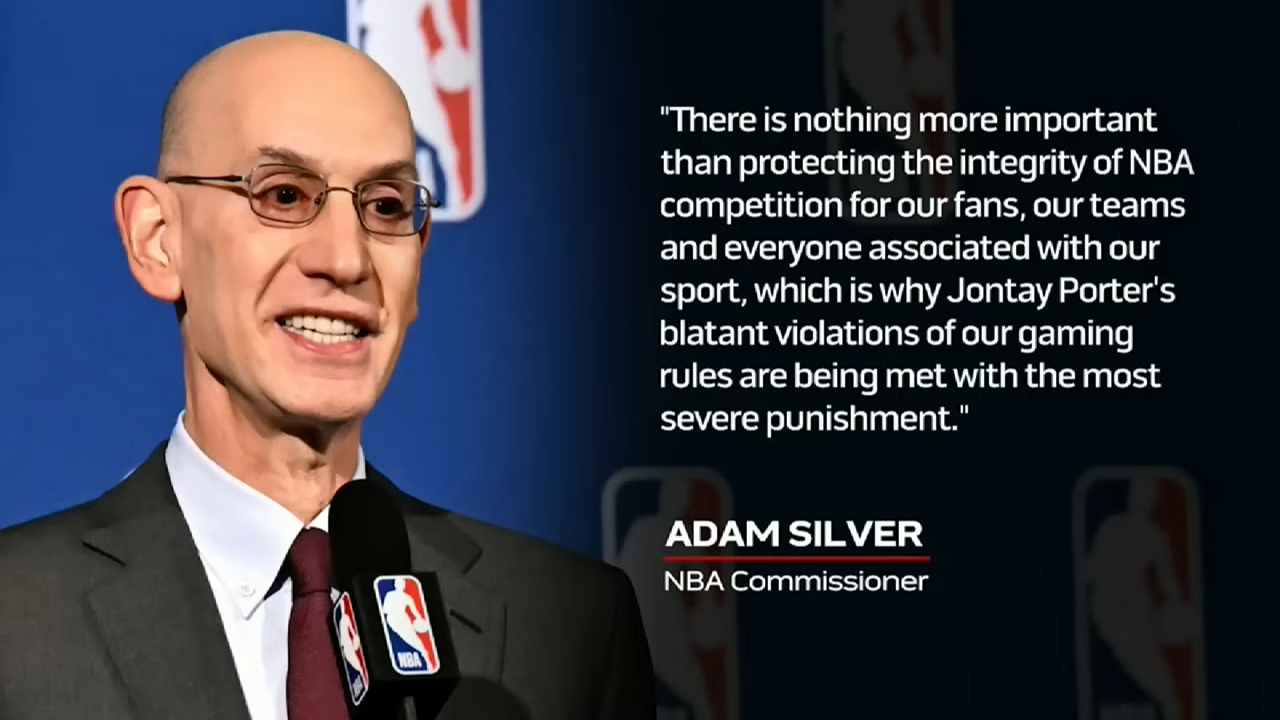 "There is nothing more important
than protecting the integrity of NBA
competition for our fans, our teams
and everyone associated with our
sport, which is why Jontay Porter's
blatant violations of our gaming
rules are being met with the most
severe punishment."
ADAM SILVER
NBA Commissioner
NBA